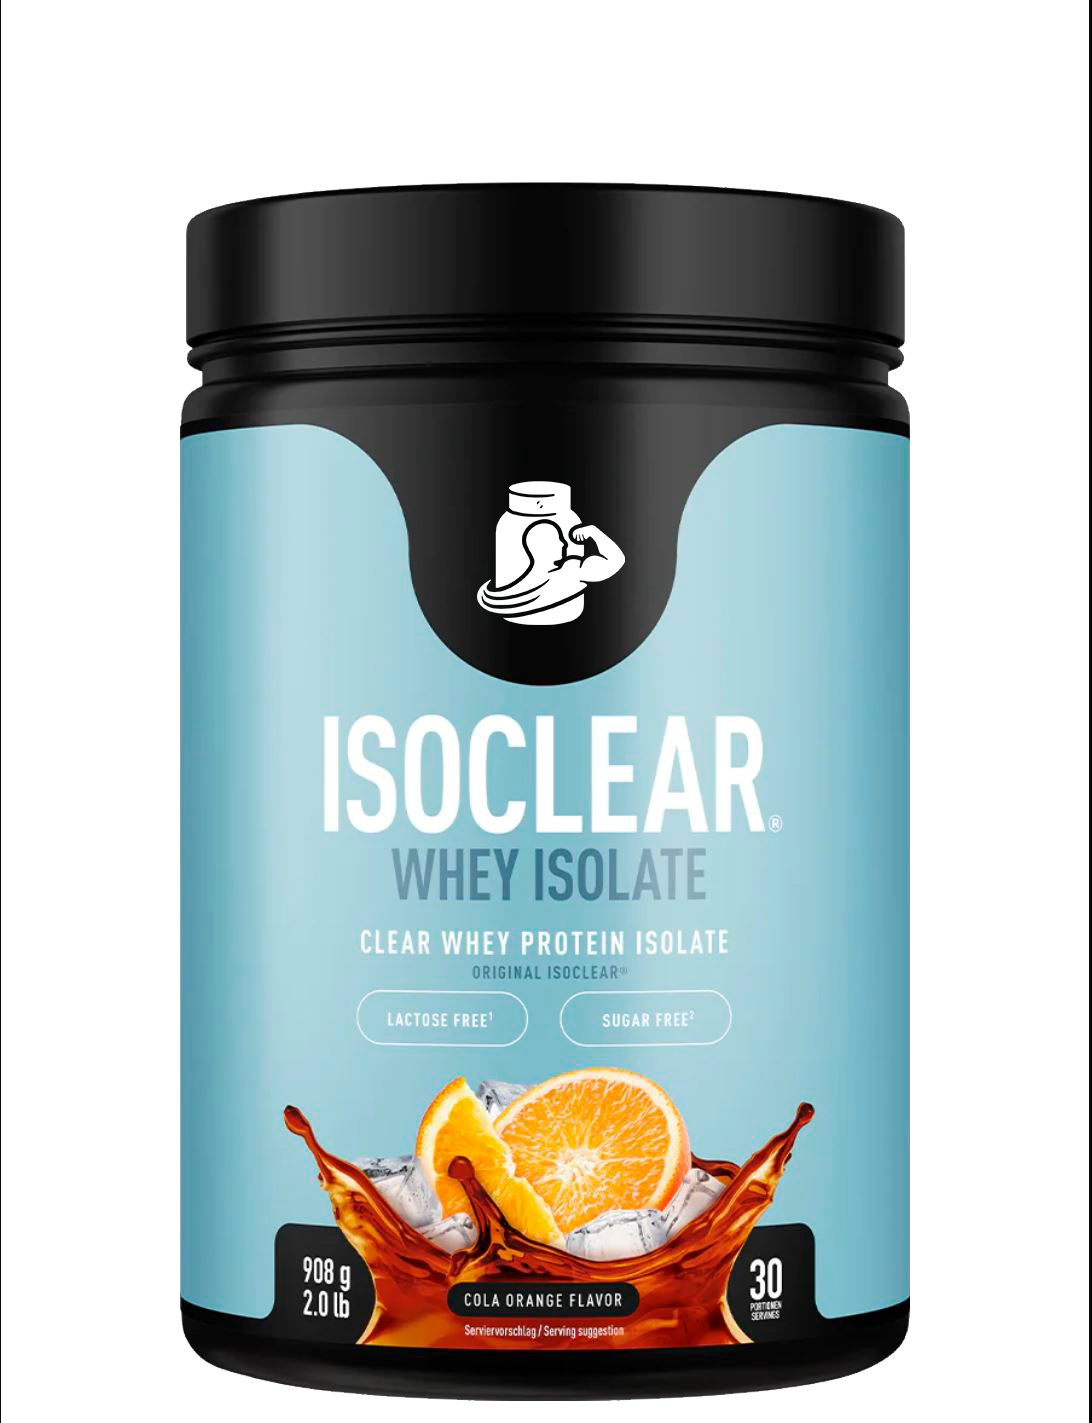 ISOCLEAR®
WHEY ISOLATE
CLEAR WHEY PROTEIN ISOLATE
ORIGINAL ISOCLEAR®
LACTOSE FREE¹
SUGAR FREE²
908 g
2.0 lb
COLA ORANGE FLAVOR
Serviervorschlag / Serving suggestion
30
PORTIONEN
SERVINGS